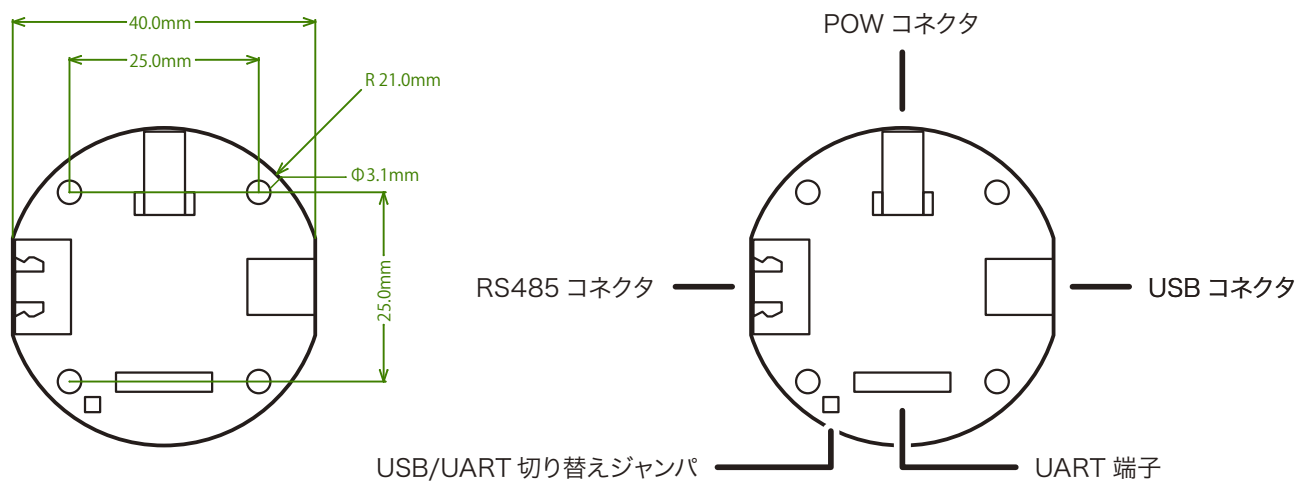 40.0mm
25.0mm
R 21.0mm
Φ3.1mm
25.0mm
POW コネクタ
RS485 コネクタ
USB コネクタ
USB/UART 切り替えジャンパ
UART 端子